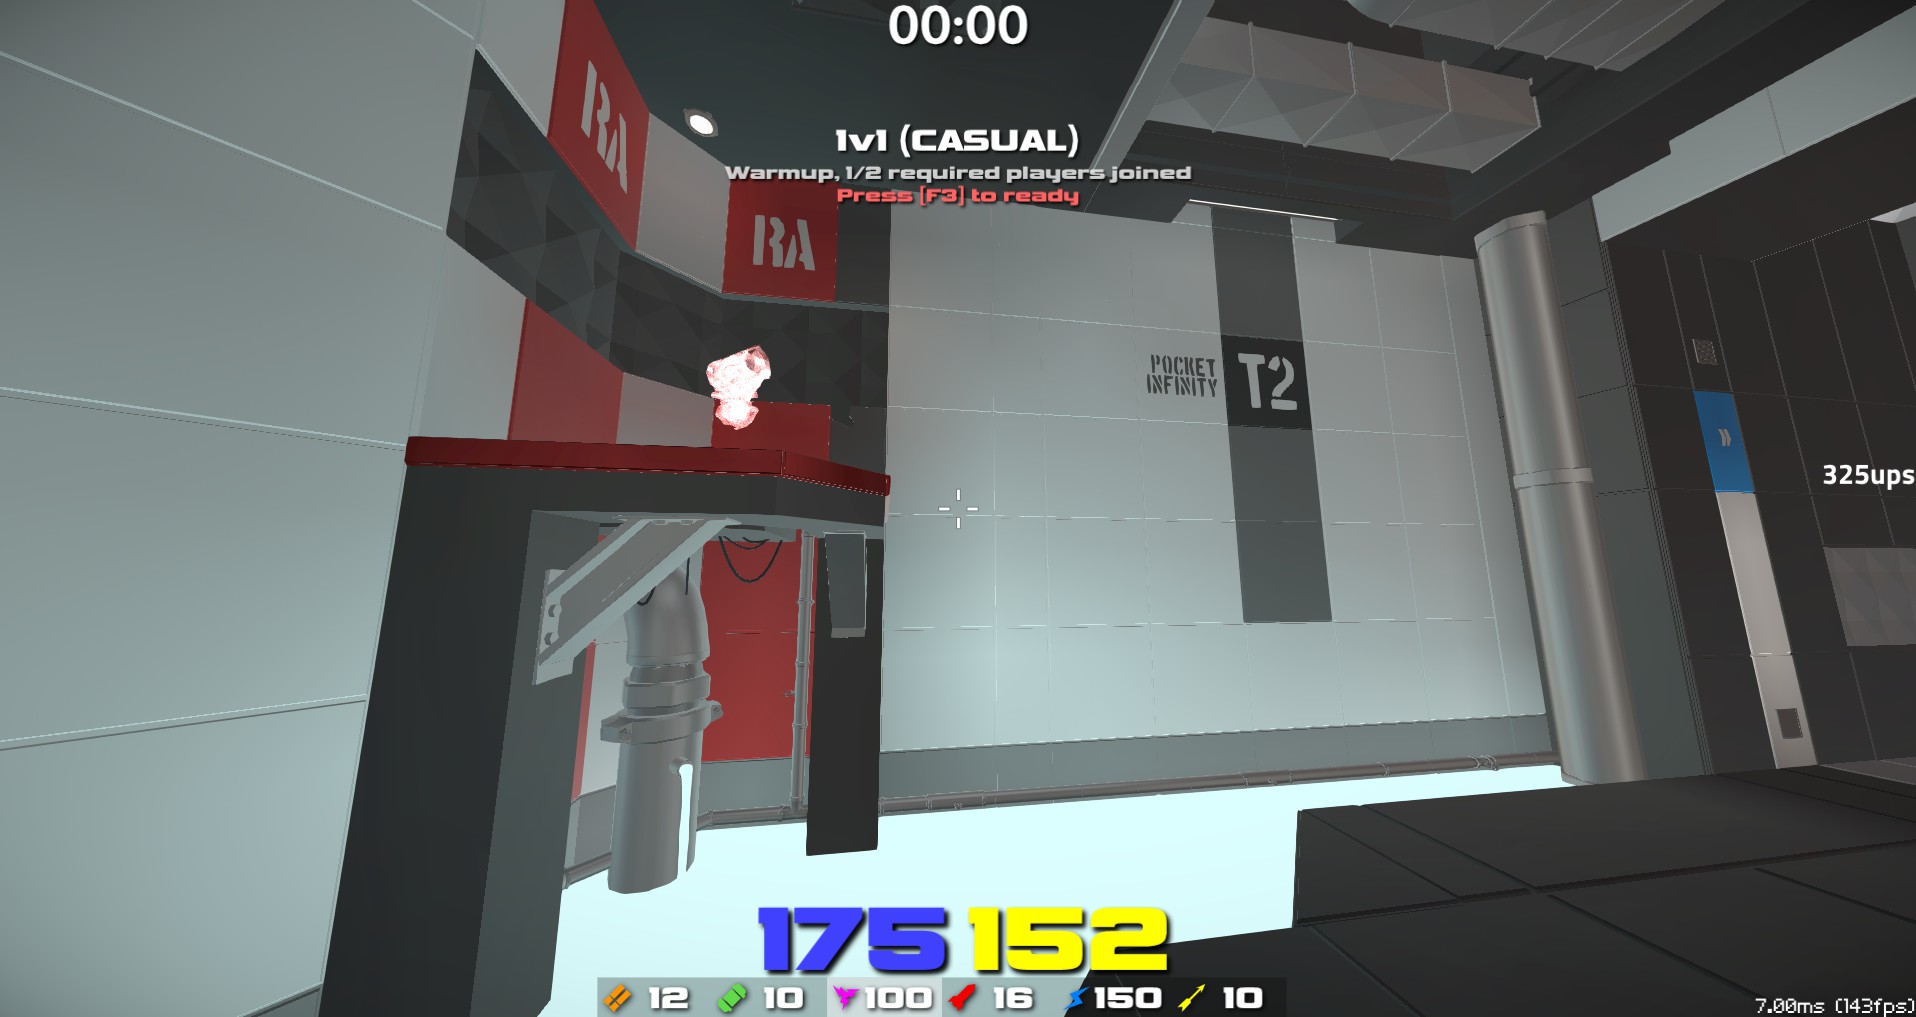 00:00
1v1 (CASUAL)
Warmup, 1/2 required players joined
Press [F3] to ready
RA
RA
POCKET
INFINITY
T2
»
325ups
175 152
12 10 100 16 150 10
7.00ms (143fps)